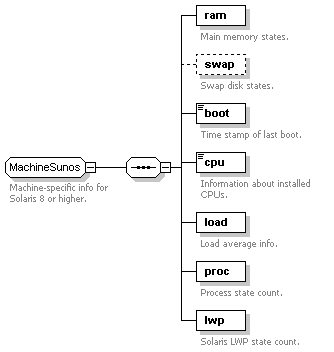 ram
Main memory states.
swap
Swap disk states.
boot
Time stamp of last boot.
MachineSunos
Machine-specific info for
Solaris 8 or higher.
cpu
Information about installed
CPUs.
load
Load average info.
proc
Process state count.
lwp
Solaris LWP state count.